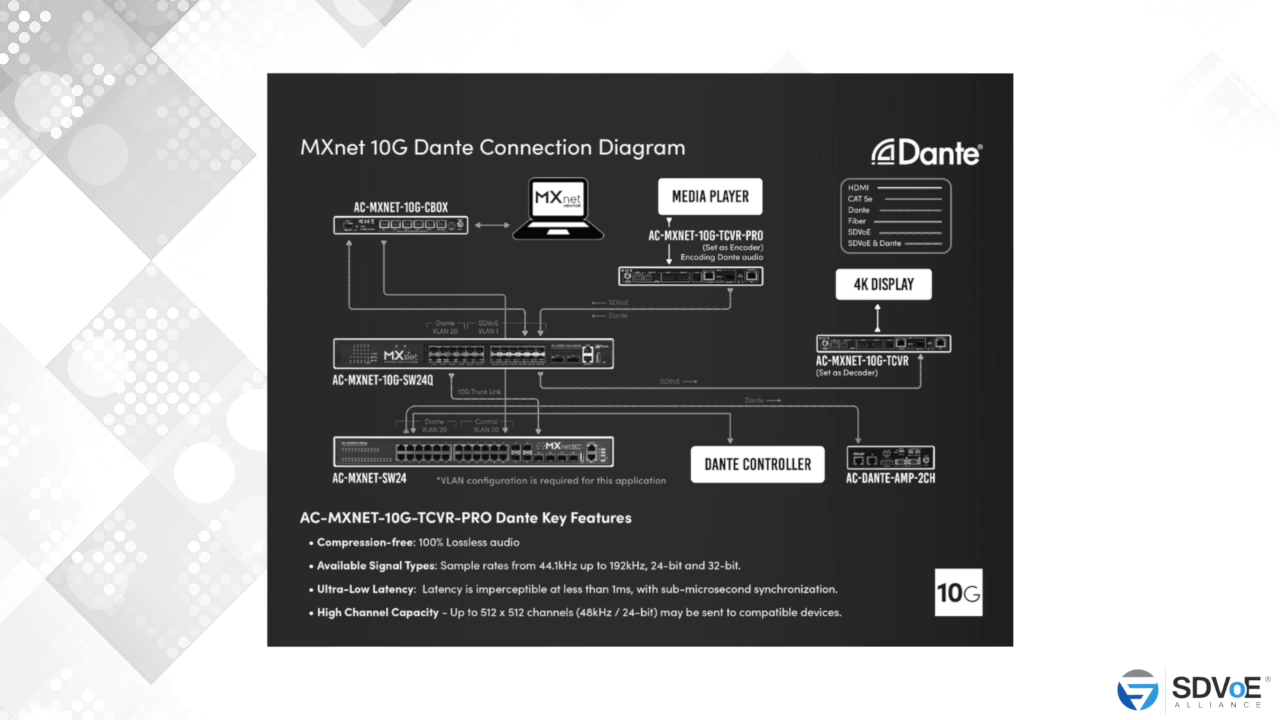 MXnet 10G Dante Connection Diagram
Dante®
AC-MXNET-10G-CBOX
MXnet
MENTOR
MEDIA PLAYER
AC-MXNET-10G-TCVR-PRO
(Set as Encoder)
Encoding Dante audio
HDMI
CAT 5e
Dante
Fiber
SDVoE
SDVoE & Dante
4K DISPLAY
SDVoE
Dante
Dante
VLAN 20
SDVoE
VLAN 1
MXnet
AC-MXNET-10G-SW24Q
AC-MXNET-10G-TCVR
(Set as Decoder)
10G Trunk Link
SDVoE
Dante
Dante
VLAN 20
Control
VLAN 30
MXnet
AC-MXNET-SW24
*VLAN configuration is required for this application
DANTE CONTROLLER
AC-DANTE-AMP-2CH
AC-MXNET-10G-TCVR-PRO Dante Key Features
• Compression-free: 100% Lossless audio
• Available Signal Types: Sample rates from 44.1kHz up to 192kHz, 24-bit and 32-bit.
• Ultra-Low Latency: Latency is imperceptible at less than 1ms, with sub-microsecond synchronization.
• High Channel Capacity - Up to 512 x 512 channels (48kHz / 24-bit) may be sent to compatible devices.
10G
SDVoE®
ALLIANCE